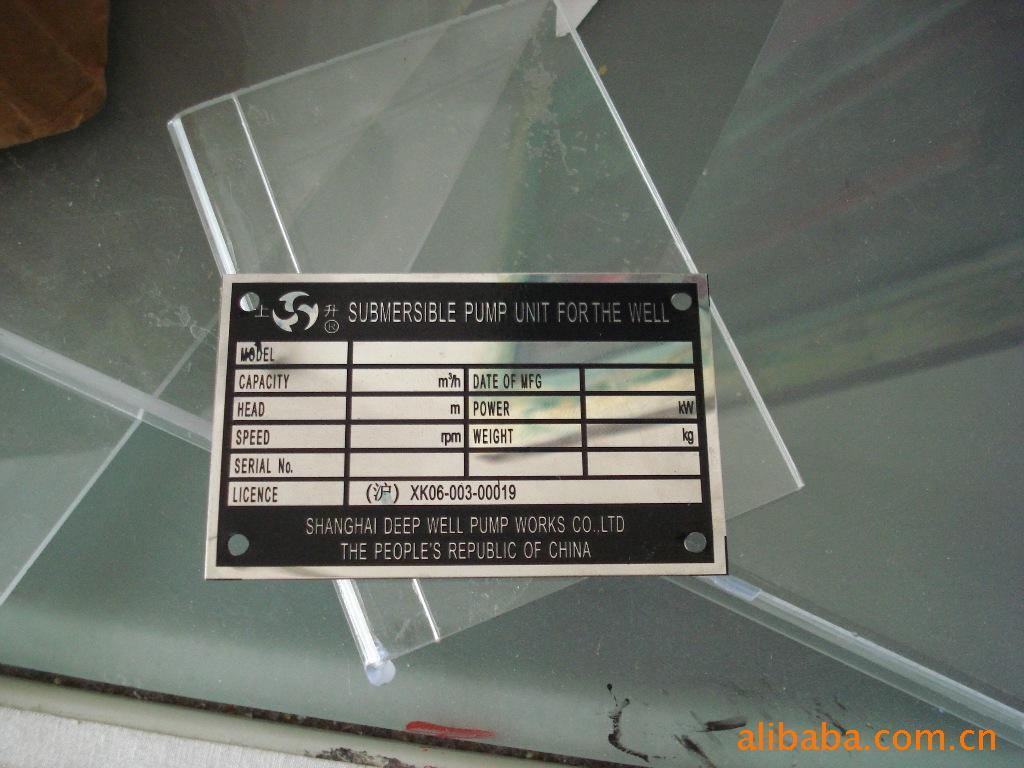 上 升 ® SUBMERSIBLE PUMP UNIT FOR THE WELL
MODEL
CAPACITY m³/h DATE OF MFG
HEAD m POWER kW
SPEED rpm WEIGHT kg
SERIAL No.
LICENCE (沪) XK06-003-00019
SHANGHAI DEEP WELL PUMP WORKS CO.,LTD
THE PEOPLE'S REPUBLIC OF CHINA
alibaba.com.cn